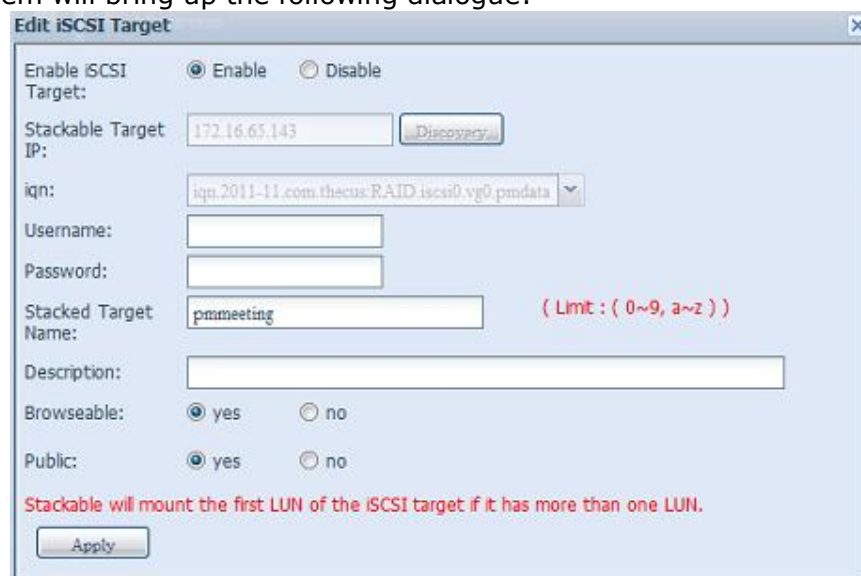 em will bring up the following dialogue:
Edit iSCSI Target
Enable iSCSI Target: Enable Disable
Stackable Target IP: 172.16.65.143 Discovery
iqn: iqn.2011-11.com.thecus:RAID.iscsi0.vg0.pmdata
Username:
Password:
Stacked Target Name: pmmeeting ( Limit : ( 0~9, a~z ) )
Description:
Browseable: yes no
Public: yes no
Stackable will mount the first LUN of the iSCSI target if it has more than one LUN.
Apply